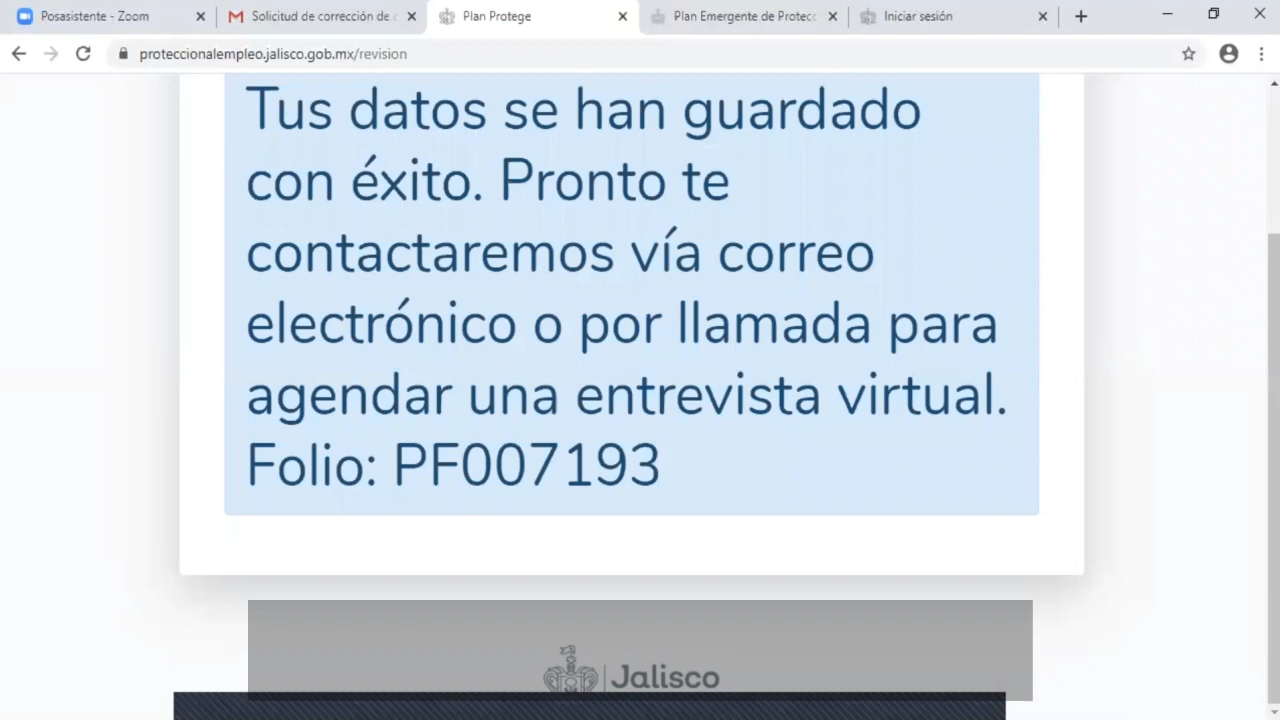 Posasistente - Zoom
Solicitud de corrección de
Plan Protege
Plan Emergente de Protecc
Iniciar sesión
proteccionalempleo.jalisco.gob.mx/revision
Tus datos se han guardado
con éxito. Pronto te
contactaremos vía correo
electrónico o por llamada para
agendar una entrevista virtual.
Folio: PF007193
Jalisco